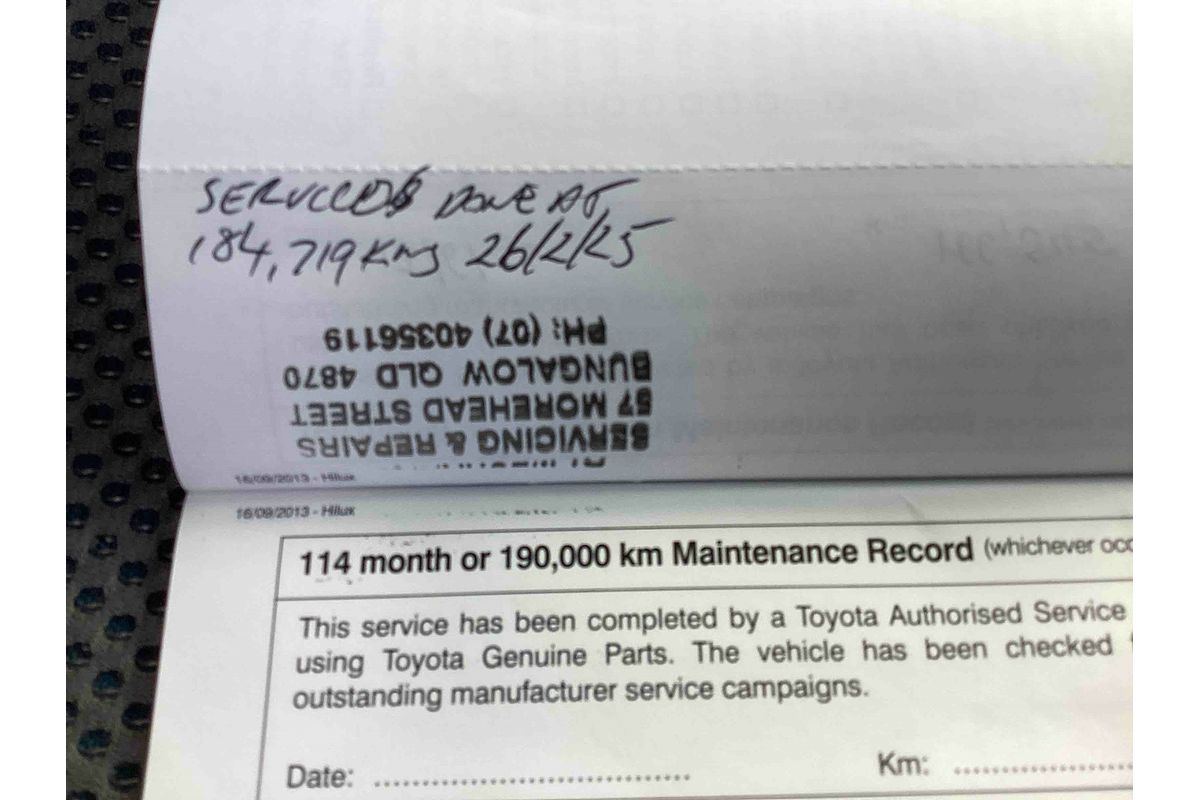 SERVICED DONE AT
184,719 Kms 26/2/25
SERVICING & REPAIRS
57 MOREHEAD STREET
BUNGALOW QLD 4870
PH: (07) 40356119
16/09/2013 - Hilux
16/09/2013 - Hilux
114 month or 190,000 km Maintenance Record (whichever occ
This service has been completed by a Toyota Authorised Service
using Toyota Genuine Parts. The vehicle has been checked
outstanding manufacturer service campaigns.
Date: ................................ Km: ..................